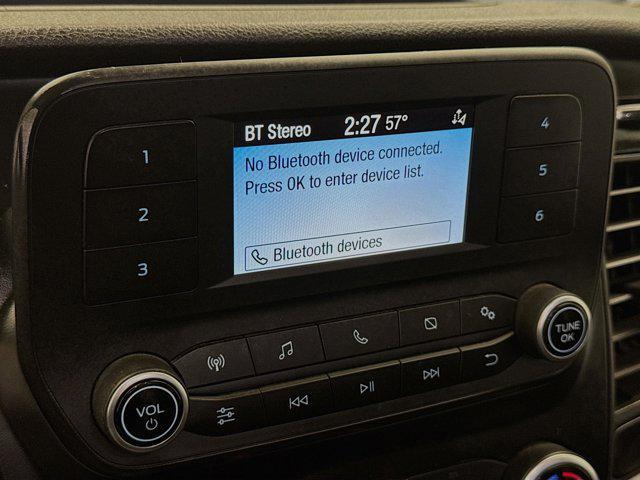 BT Stereo 2:27 57°
No Bluetooth device connected.
Press OK to enter device list.
Bluetooth devices
1
2
3
4
5
6
VOL
TUNE
OK